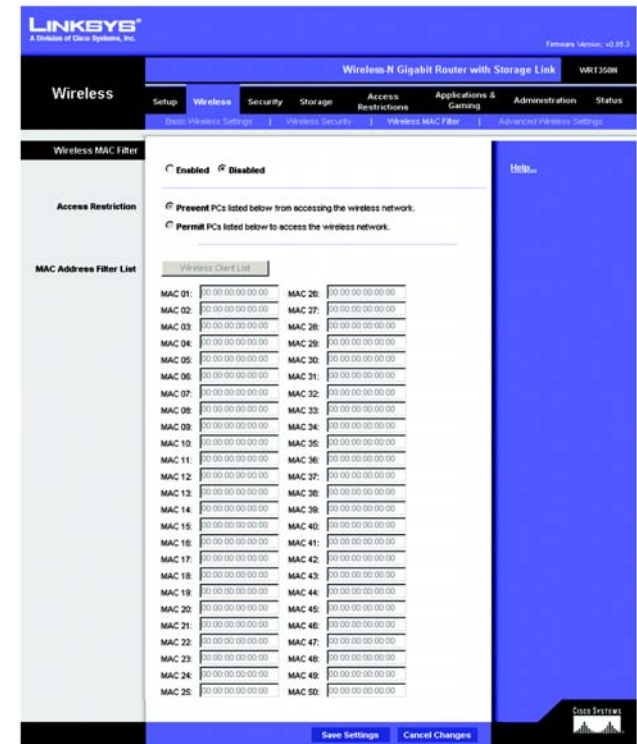 LINKSYS®
A Division of Cisco Systems, Inc.
Firmware Version: v0.85.3
Wireless-N Gigabit Router with Storage Link WRT350N
Wireless
Setup Wireless Security Storage Access Restrictions Applications & Gaming Administration Status
Basic Wireless Settings | Wireless Security | Wireless MAC Filter | Advanced Wireless Settings
Wireless MAC Filter
Enabled Disabled
Help...
Access Restriction
Prevent PCs listed below from accessing the wireless network.
Permit PCs listed below to access the wireless network.
MAC Address Filter List
Wireless Client List
MAC 01: 00:00:00:00:00:00 MAC 26: 00:00:00:00:00:00
MAC 02: 00:00:00:00:00:00 MAC 27: 00:00:00:00:00:00
MAC 03: 00:00:00:00:00:00 MAC 28: 00:00:00:00:00:00
MAC 04: 00:00:00:00:00:00 MAC 29: 00:00:00:00:00:00
MAC 05: 00:00:00:00:00:00 MAC 30: 00:00:00:00:00:00
MAC 06: 00:00:00:00:00:00 MAC 31: 00:00:00:00:00:00
MAC 07: 00:00:00:00:00:00 MAC 32: 00:00:00:00:00:00
MAC 08: 00:00:00:00:00:00 MAC 33: 00:00:00:00:00:00
MAC 09: 00:00:00:00:00:00 MAC 34: 00:00:00:00:00:00
MAC 10: 00:00:00:00:00:00 MAC 35: 00:00:00:00:00:00
MAC 11: 00:00:00:00:00:00 MAC 36: 00:00:00:00:00:00
MAC 12: 00:00:00:00:00:00 MAC 37: 00:00:00:00:00:00
MAC 13: 00:00:00:00:00:00 MAC 38: 00:00:00:00:00:00
MAC 14: 00:00:00:00:00:00 MAC 39: 00:00:00:00:00:00
MAC 15: 00:00:00:00:00:00 MAC 40: 00:00:00:00:00:00
MAC 16: 00:00:00:00:00:00 MAC 41: 00:00:00:00:00:00
MAC 17: 00:00:00:00:00:00 MAC 42: 00:00:00:00:00:00
MAC 18: 00:00:00:00:00:00 MAC 43: 00:00:00:00:00:00
MAC 19: 00:00:00:00:00:00 MAC 44: 00:00:00:00:00:00
MAC 20: 00:00:00:00:00:00 MAC 45: 00:00:00:00:00:00
MAC 21: 00:00:00:00:00:00 MAC 46: 00:00:00:00:00:00
MAC 22: 00:00:00:00:00:00 MAC 47: 00:00:00:00:00:00
MAC 23: 00:00:00:00:00:00 MAC 48: 00:00:00:00:00:00
MAC 24: 00:00:00:00:00:00 MAC 49: 00:00:00:00:00:00
MAC 25: 00:00:00:00:00:00 MAC 50: 00:00:00:00:00:00
CISCO SYSTEMS
Save Settings Cancel Changes